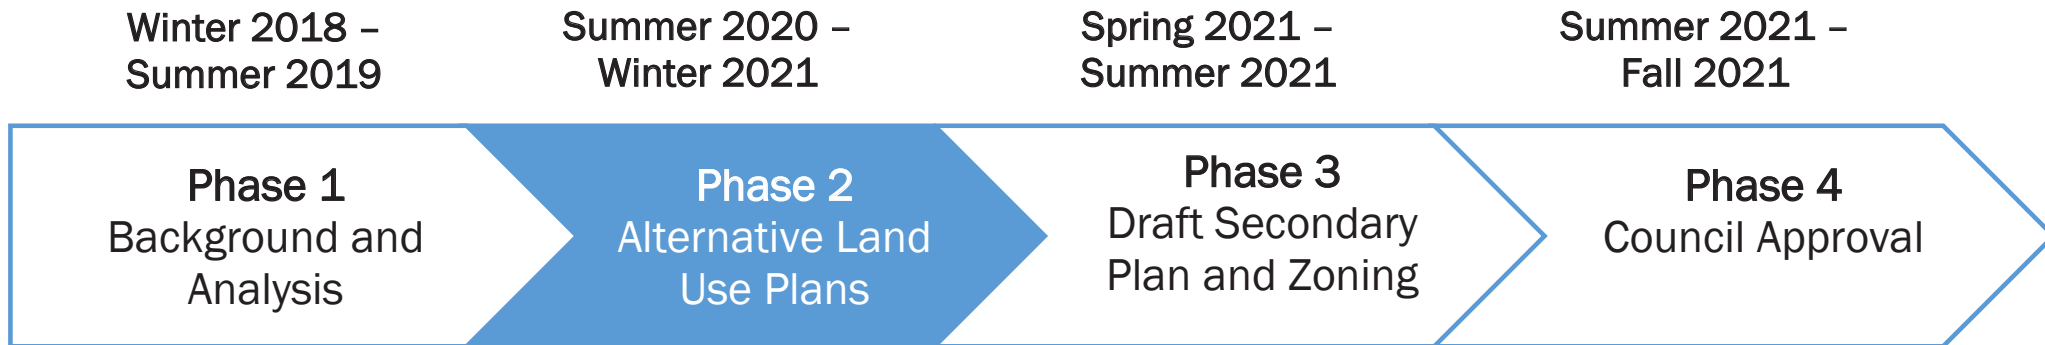 Winter 2018 –
Summer 2019
Summer 2020 –
Winter 2021
Spring 2021 –
Summer 2021
Summer 2021 –
Fall 2021
Phase 1
Background and
Analysis
Phase 2
Alternative Land
Use Plans
Phase 3
Draft Secondary
Plan and Zoning
Phase 4
Council Approval